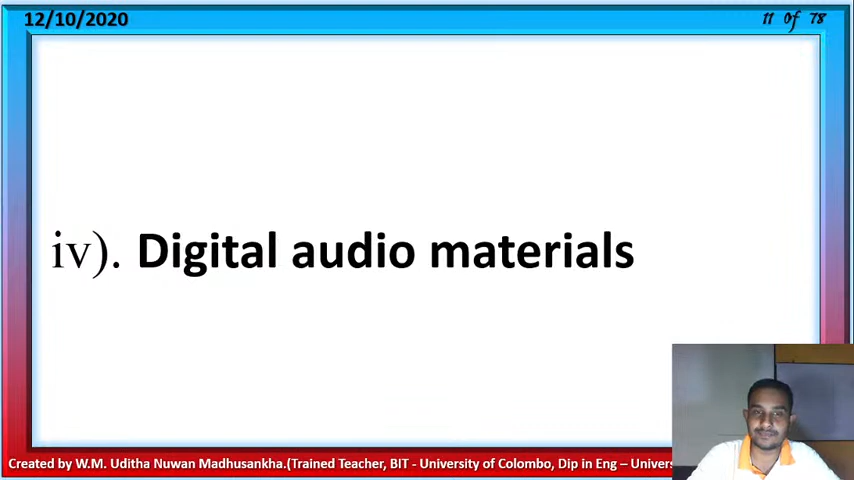 12/10/2020
11 of 78
iv). Digital audio materials
Created by W.M. Uditha Nuwan Madhusankha.(Trained Teacher, BIT - University of Colombo, Dip in Eng –